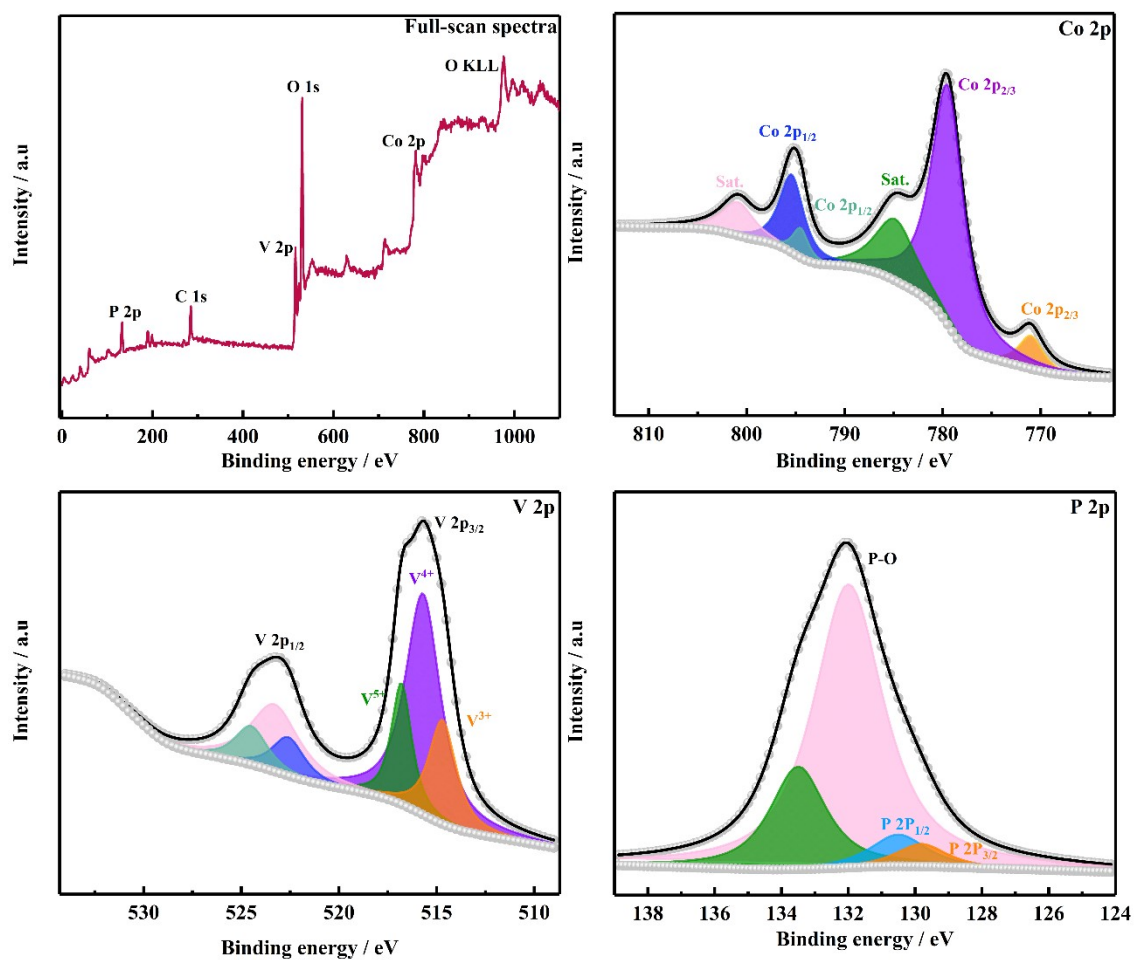 Full-scan spectra
O KLL
O 1s
Co 2p
V 2p
C 1s
P 2p
Intensity / a.u
0 200 400 600 800 1000
Binding energy / eV
Co 2p
Co 2p2/3
Co 2p1/2
Sat.
Sat.
Co 2p1/2
Co 2p2/3
Intensity / a.u
810 800 790 780 770
Binding energy / eV
V 2p
V 2p3/2
V4+
V 2p1/2
V5+
V3+
Intensity / a.u
530 525 520 515 510
Binding energy / eV
P 2p
P-O
P 2P1/2
P 2P3/2
Intensity / a.u
138 136 134 132 130 128 126 124
Binding energy / eV